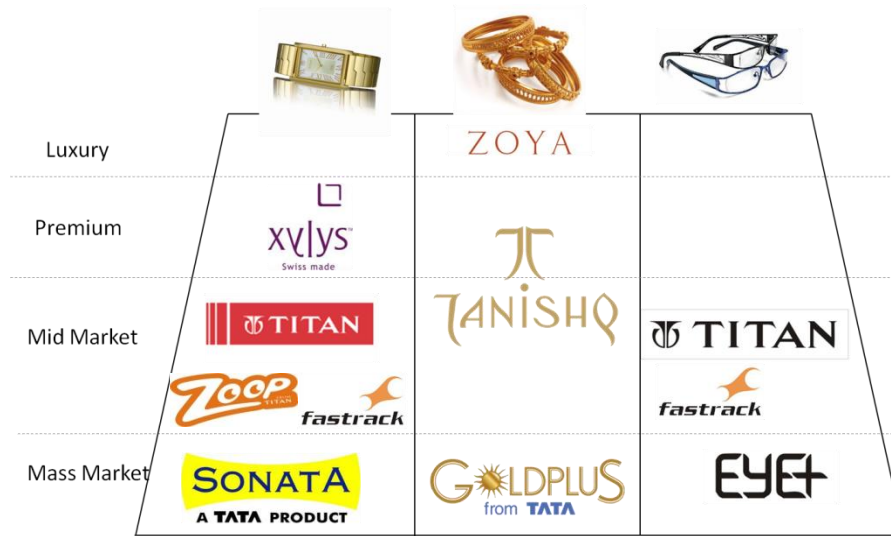 Luxury
ZOYA
Premium
xylys™
Swiss made
TANISHQ
Mid Market
TITAN
TITAN
ZOOP
TITAN
fastrack
fastrack
Mass Market
SONATA
A TATA PRODUCT
GOLDPLUS
from TATA
EYE+